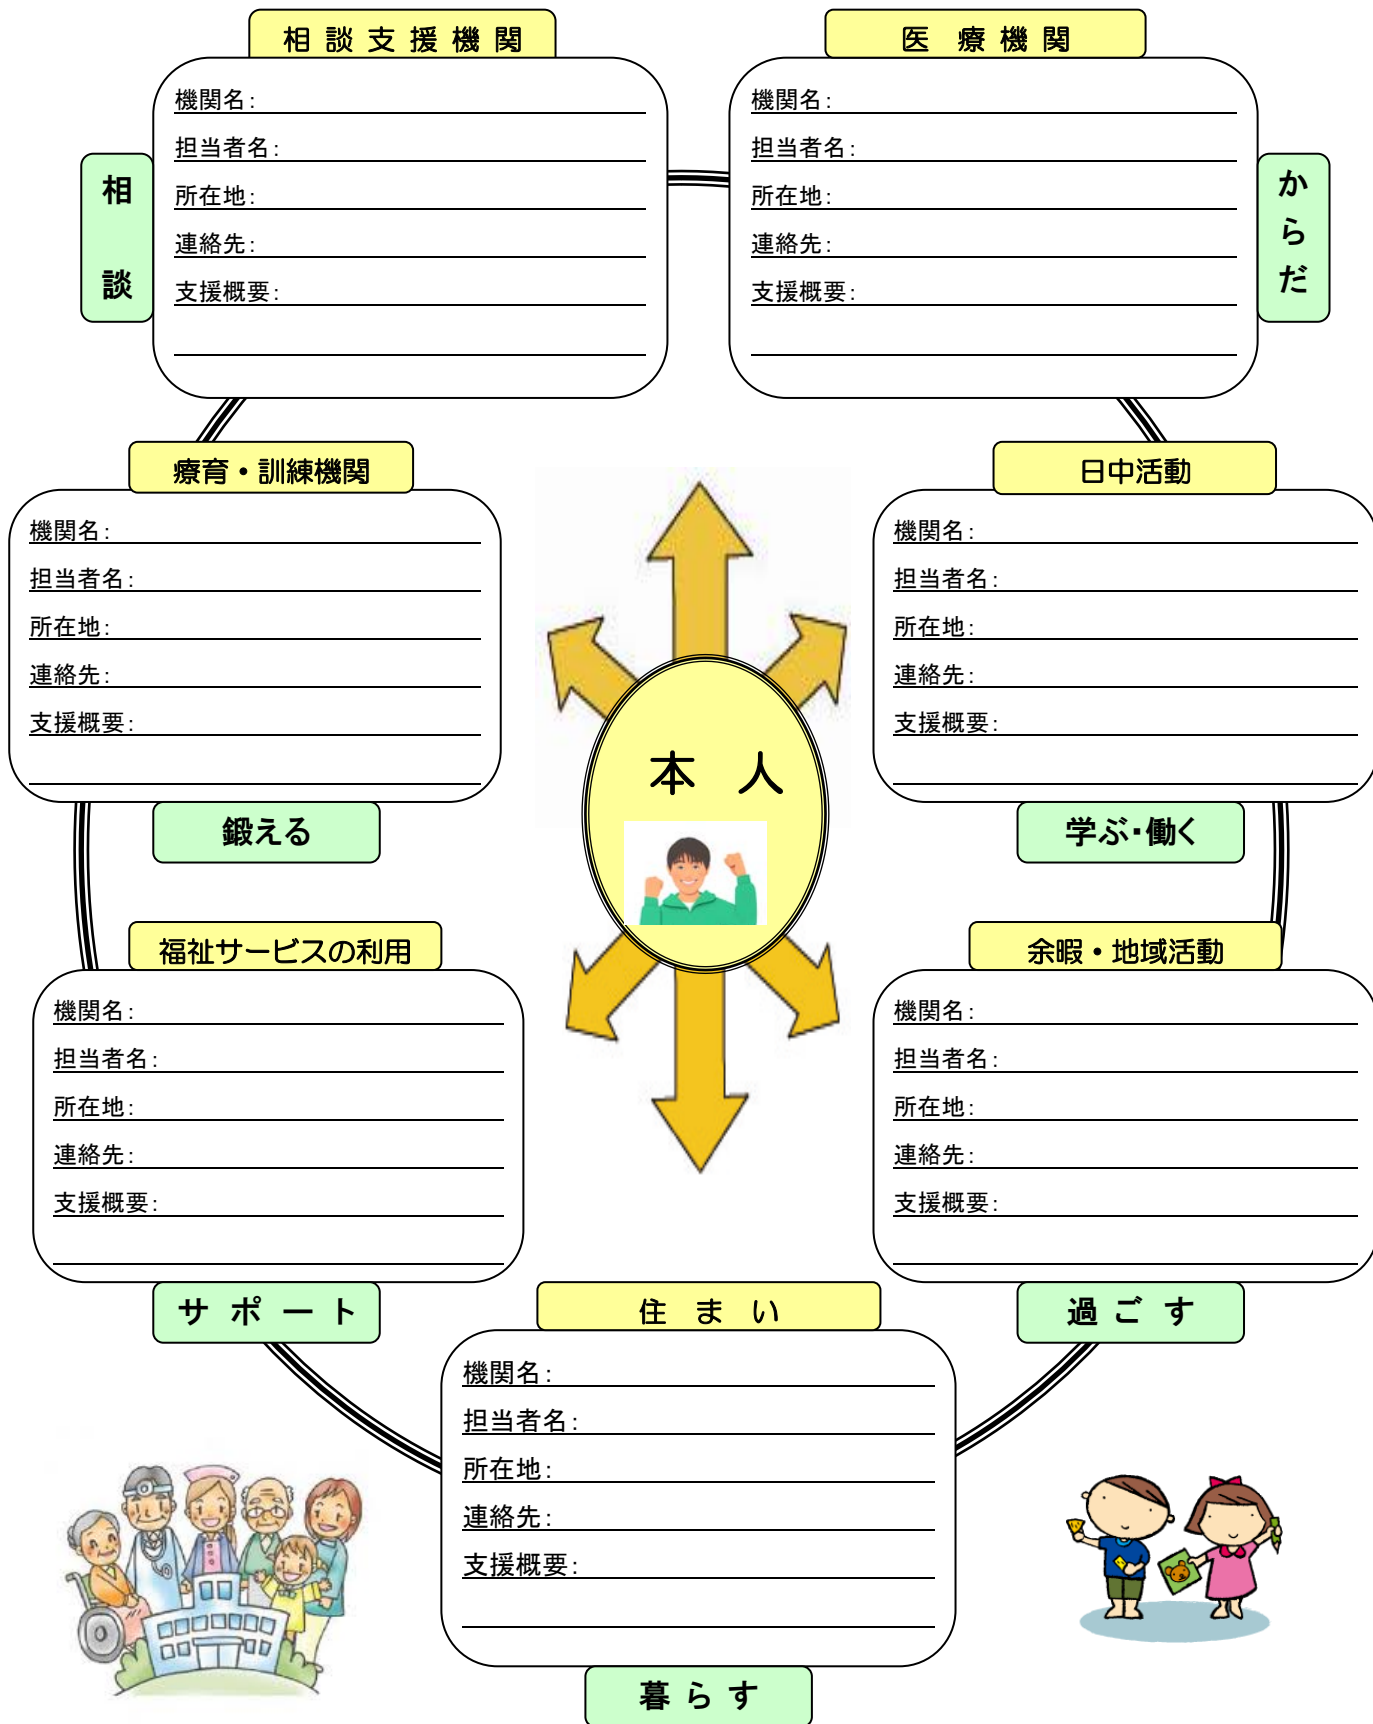 相談支援機関
機関名：
担当者名：
所在地：
連絡先：
支援概要：
相談
医療機関
機関名：
担当者名：
所在地：
連絡先：
支援概要：
からだ
療育・訓練機関
機関名：
担当者名：
所在地：
連絡先：
支援概要：
鍛える
本人
日中活動
機関名：
担当者名：
所在地：
連絡先：
支援概要：
学ぶ・働く
福祉サービスの利用
機関名：
担当者名：
所在地：
連絡先：
支援概要：
サポート
余暇・地域活動
機関名：
担当者名：
所在地：
連絡先：
支援概要：
過ごす
住まい
機関名：
担当者名：
所在地：
連絡先：
支援概要：
暮らす